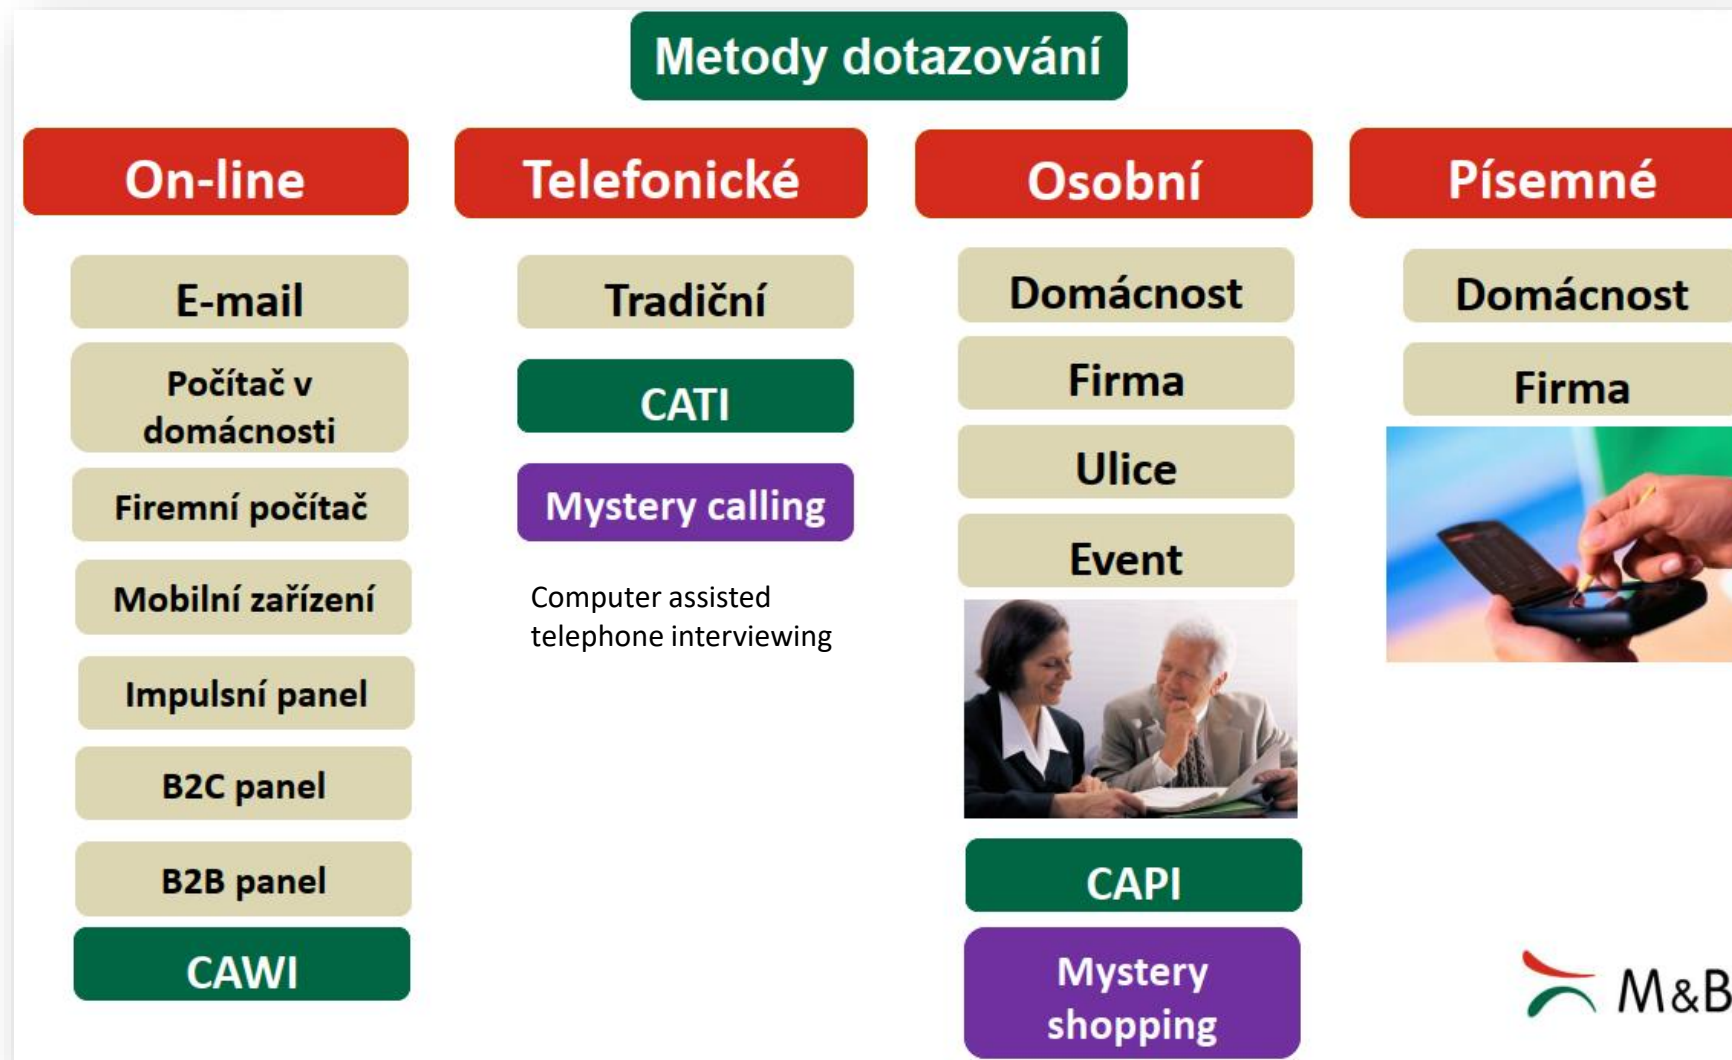 Metody dotazování
On-line
Telefonické
Osobní
Písemné
E-mail
Počítač v
domácnosti
Firemní počítač
Mobilní zařízení
Impulsní panel
B2C panel
B2B panel
CAWI
Tradiční
CATI
Mystery calling
Computer assisted
telephone interviewing
Domácnost
Firma
Ulice
Event
CAPI
Mystery
shopping
Domácnost
Firma
M&B